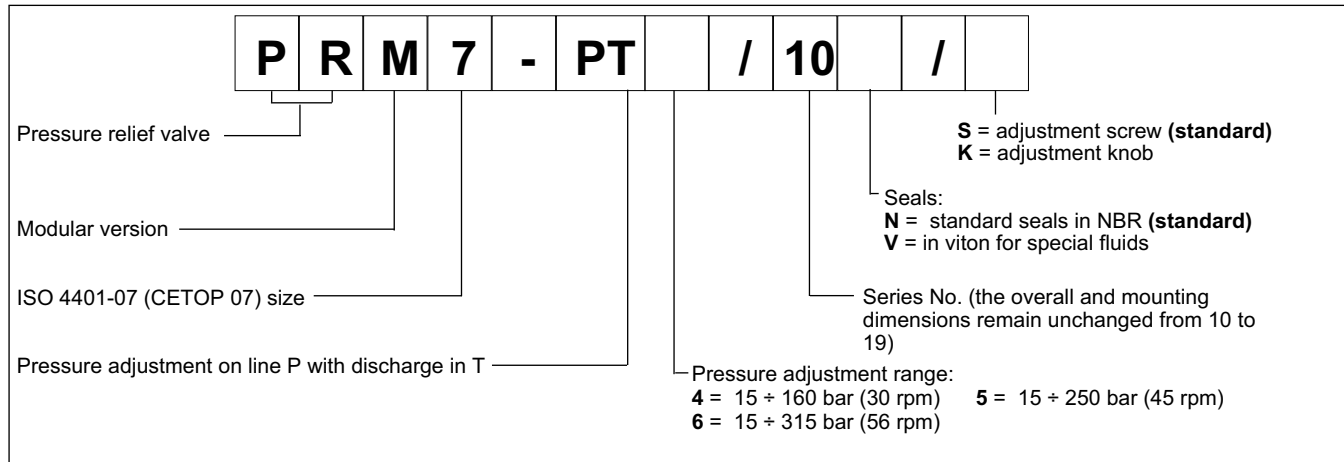 P R M 7 - PT / 10 /
Pressure relief valve
S = adjustment screw (standard)
K = adjustment knob
Seals:
N = standard seals in NBR (standard)
V = in viton for special fluids
Modular version
ISO 4401-07 (CETOP 07) size
Series No. (the overall and mounting
dimensions remain unchanged from 10 to
19)
Pressure adjustment on line P with discharge in T
Pressure adjustment range:
4 = 15 ÷ 160 bar (30 rpm) 5 = 15 ÷ 250 bar (45 rpm)
6 = 15 ÷ 315 bar (56 rpm)